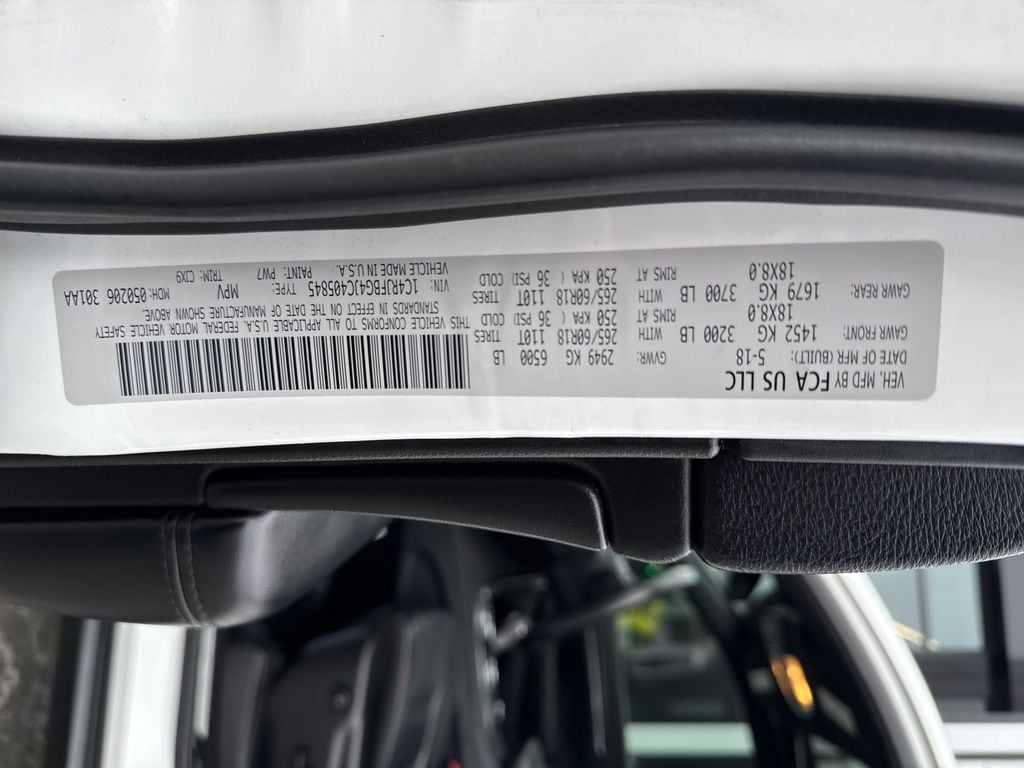 VEH. MFD BY FCA US LLC
DATE OF MFR (BUILT): 5-18 GVWR: 2949 KG 6500 LB
GAWR FRONT: 1452 KG 3200 LB WITH 265/60R18 110T TIRES
18X8.0 RIMS AT 250 KPA ( 36 PSI) COLD
GAWR REAR: 1679 KG 3700 LB WITH 265/60R18 110T TIRES
18X8.0 RIMS AT 250 KPA ( 36 PSI) COLD
THIS VEHICLE CONFORMS TO ALL APPLICABLE U.S.A. FEDERAL MOTOR VEHICLE SAFETY
STANDARDS IN EFFECT ON THE DATE OF MANUFACTURE SHOWN ABOVE
VIN: 1C4RJFBG4JC405845 TYPE: MPV MDH: 050206 301AA
VEHICLE MADE IN U.S.A. PAINT: PW7 TRIM: CJX9